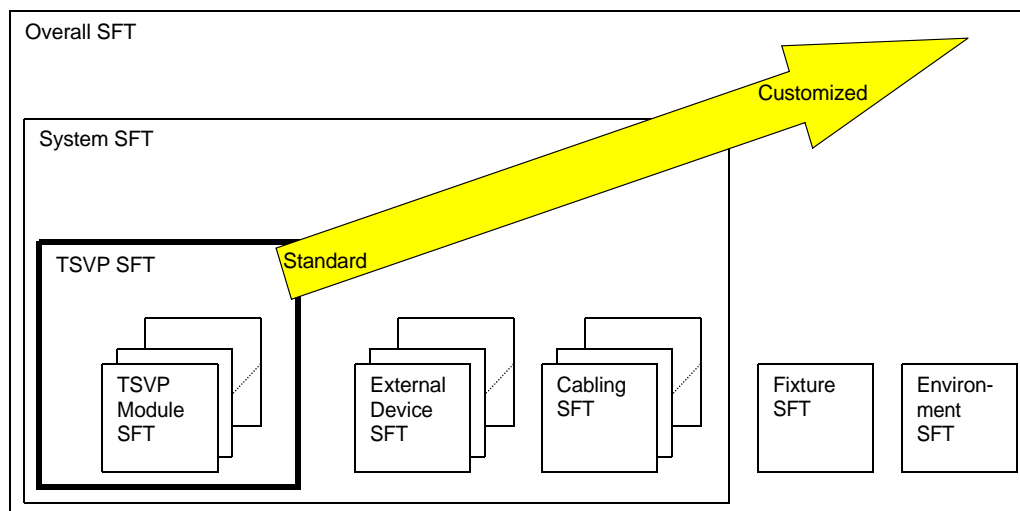 Overall SFT
Customized
System SFT
TSVP SFT
Standard
TSVP
Module
SFT
External
Device
SFT
Cabling
SFT
Fixture
SFT
Environ-
ment
SFT